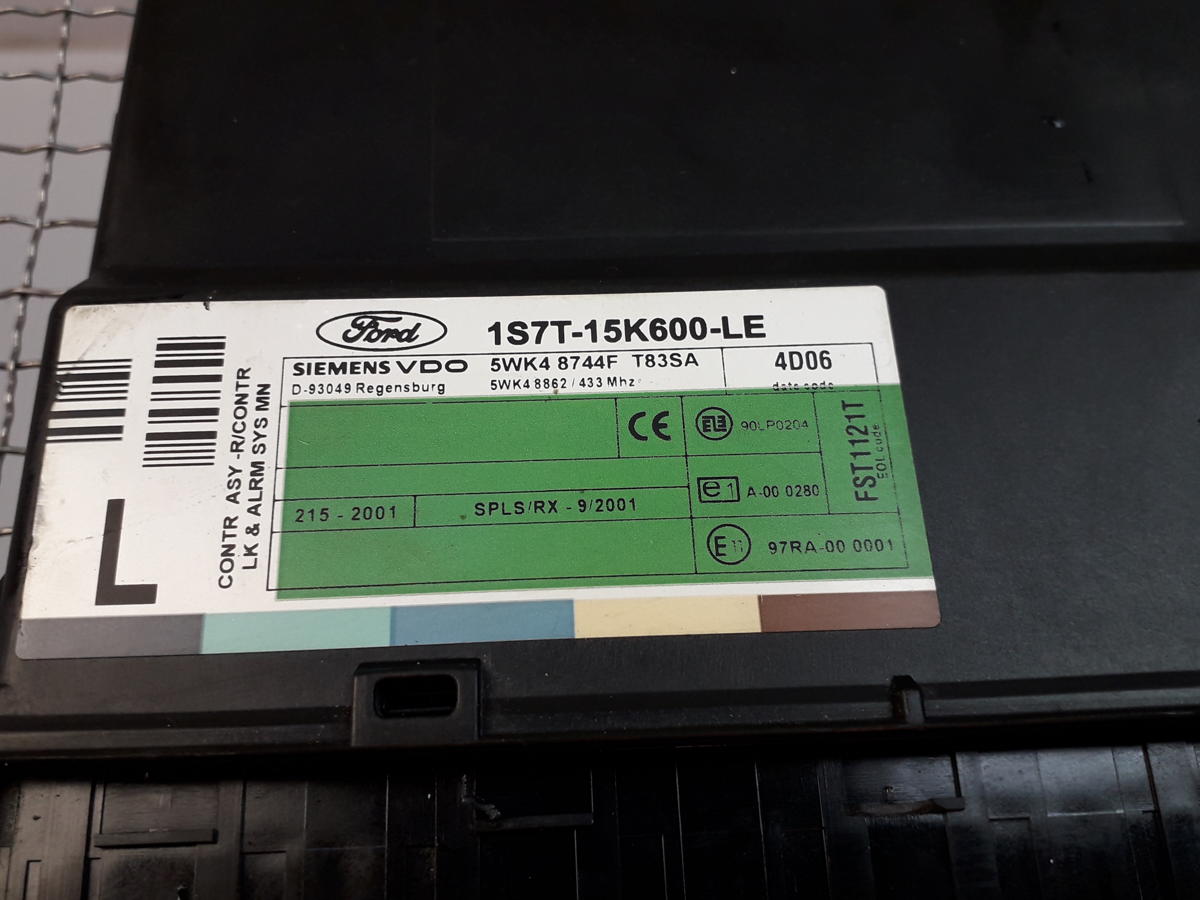 Ford
1S7T-15K600-LE
SIEMENS VDO
5WK4 8744F T83SA
4D06
D-93049 Regensburg
5WK4 8862 / 433 Mhz
date code
CE
90LP0204
FST1121T
EOL code
e1
A-00 0280
215 - 2001
SPLS/RX - 9/2001
E11
97RA-00 0001
CONTR ASY -R/CONTR
LK & ALRM SYS MN
L